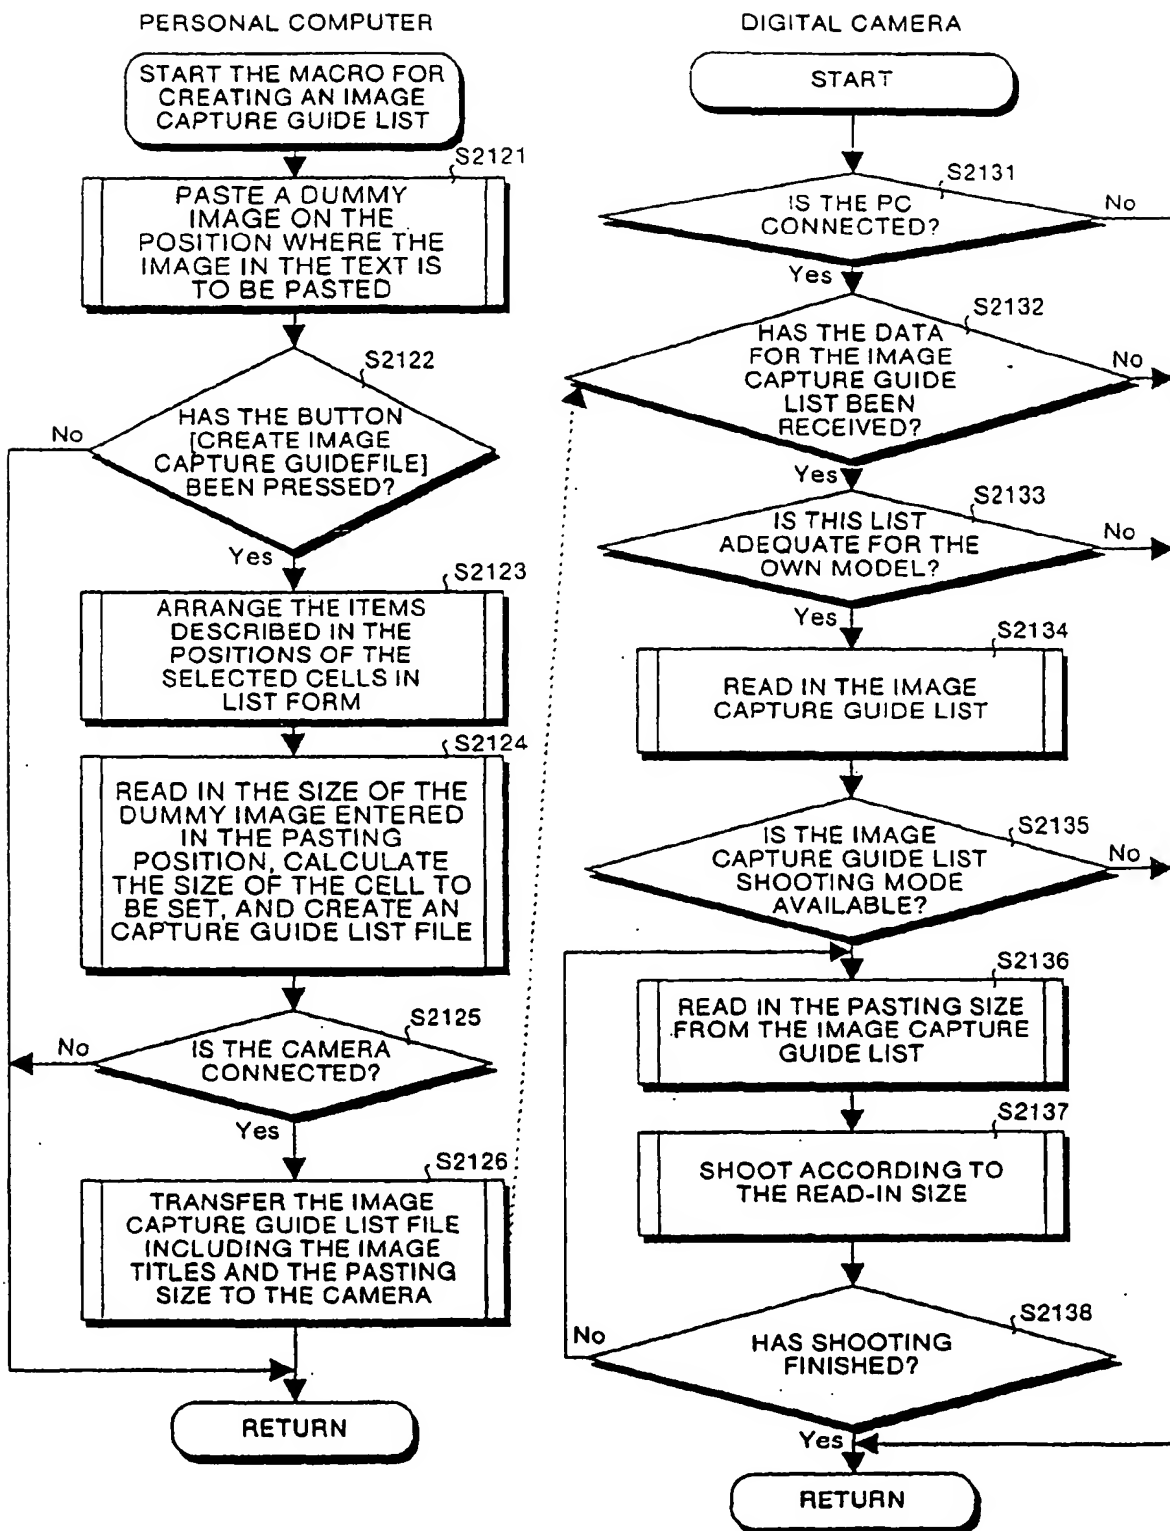 PERSONAL COMPUTER
START THE MACRO FOR
CREATING AN IMAGE
CAPTURE GUIDE LIST
S2121
PASTE A DUMMY
IMAGE ON THE
POSITION WHERE THE
IMAGE IN THE TEXT IS
TO BE PASTED
S2122
HAS THE BUTTON
[CREATE IMAGE
CAPTURE GUIDEFILE]
BEEN PRESSED?
No
Yes
S2123
ARRANGE THE ITEMS
DESCRIBED IN THE
POSITIONS OF THE
SELECTED CELLS IN
LIST FORM
S2124
READ IN THE SIZE OF THE
DUMMY IMAGE ENTERED
IN THE PASTING
POSITION, CALCULATE
THE SIZE OF THE CELL TO
BE SET, AND CREATE AN
CAPTURE GUIDE LIST FILE
S2125
No
IS THE CAMERA
CONNECTED?
Yes
S2126
TRANSFER THE IMAGE
CAPTURE GUIDE LIST FILE
INCLUDING THE IMAGE
TITLES AND THE PASTING
SIZE TO THE CAMERA
RETURN
DIGITAL CAMERA
START
S2131
IS THE PC
CONNECTED?
No
Yes
S2132
HAS THE DATA
FOR THE IMAGE
CAPTURE GUIDE
LIST BEEN
RECEIVED?
No
Yes
S2133
IS THIS LIST
ADEQUATE FOR THE
OWN MODEL?
No
Yes
S2134
READ IN THE IMAGE
CAPTURE GUIDE LIST
S2135
IS THE IMAGE
CAPTURE GUIDE LIST
SHOOTING MODE
AVAILABLE?
No
S2136
READ IN THE PASTING SIZE
FROM THE IMAGE CAPTURE
GUIDE LIST
S2137
SHOOT ACCORDING TO
THE READ-IN SIZE
S2138
No
HAS SHOOTING
FINISHED?
Yes
RETURN